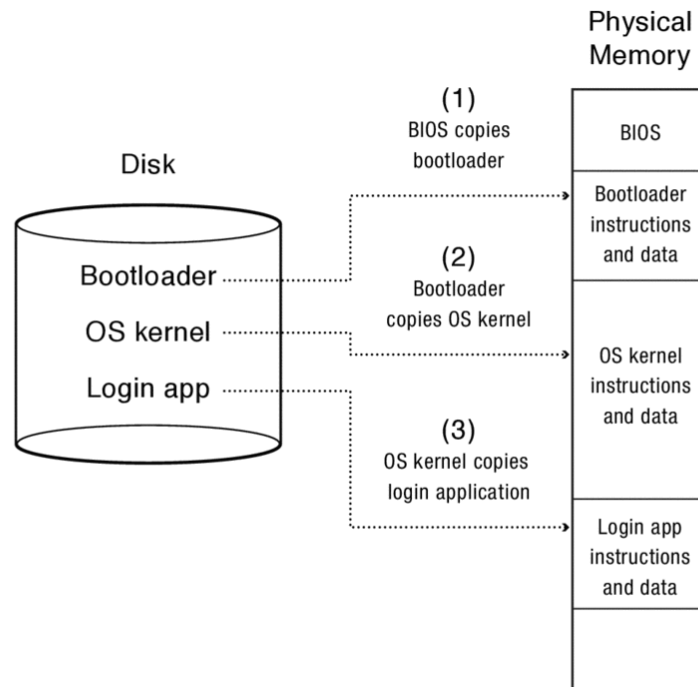 Physical
Memory
(1)
BIOS copies
bootloader
BIOS
Disk
Bootloader
instructions
and data
(2)
Bootloader
copies OS kernel
Bootloader
OS kernel
Login app
OS kernel
instructions
and data
(3)
OS kernel copies
login application
Login app
instructions
and data